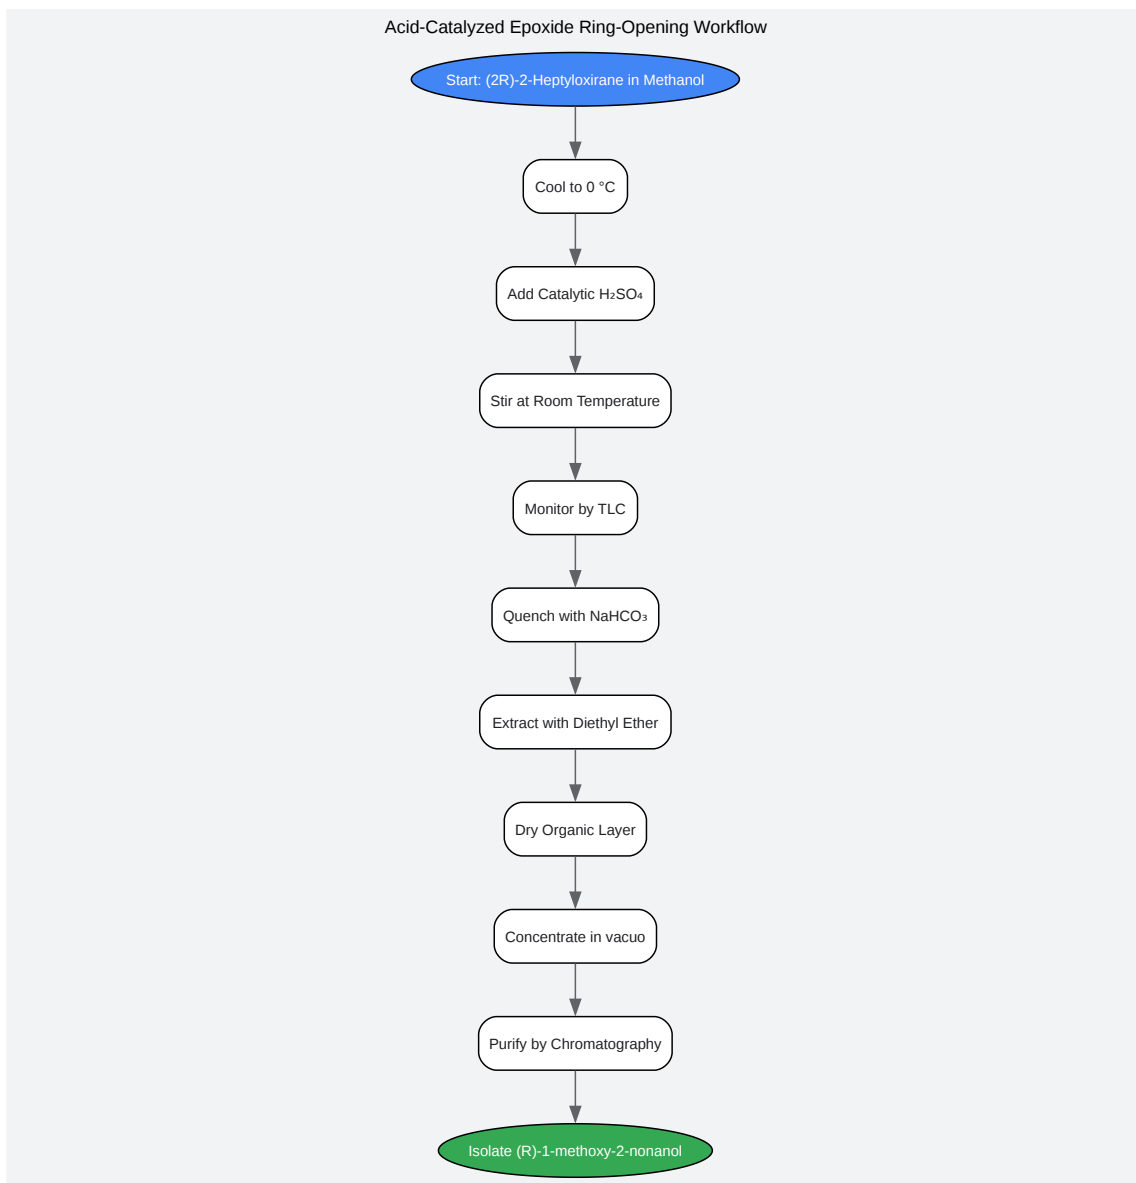 Acid-Catalyzed Epoxide Ring-Opening Workflow
Start: (2R)-2-Heptyloxirane in Methanol
Cool to 0 °C
Add Catalytic H₂SO₄
Stir at Room Temperature
Monitor by TLC
Quench with NaHCO₃
Extract with Diethyl Ether
Dry Organic Layer
Concentrate in vacuo
Purify by Chromatography
Isolate (R)-1-methoxy-2-nonanol